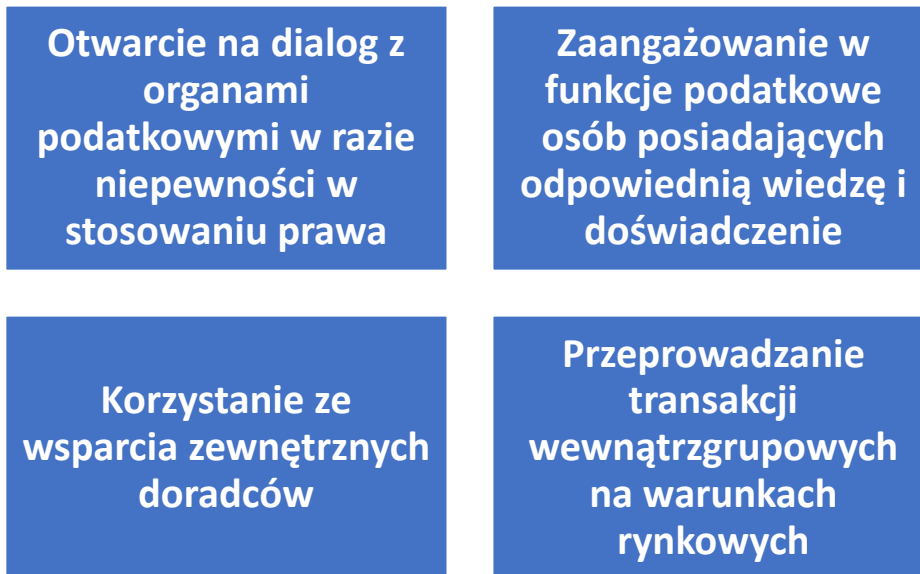 Otwarcie na dialog z
organami
podatkowymi w razie
niepewności w
stosowaniu prawa
Zaangażowanie w
funkcje podatkowe
osób posiadających
odpowiednią wiedzę i
doświadczenie
Korzystanie ze
wsparcia zewnętrznych
doradców
Przeprowadzanie
transakcji
wewnątrzgrupowych
na warunkach
rynkowych